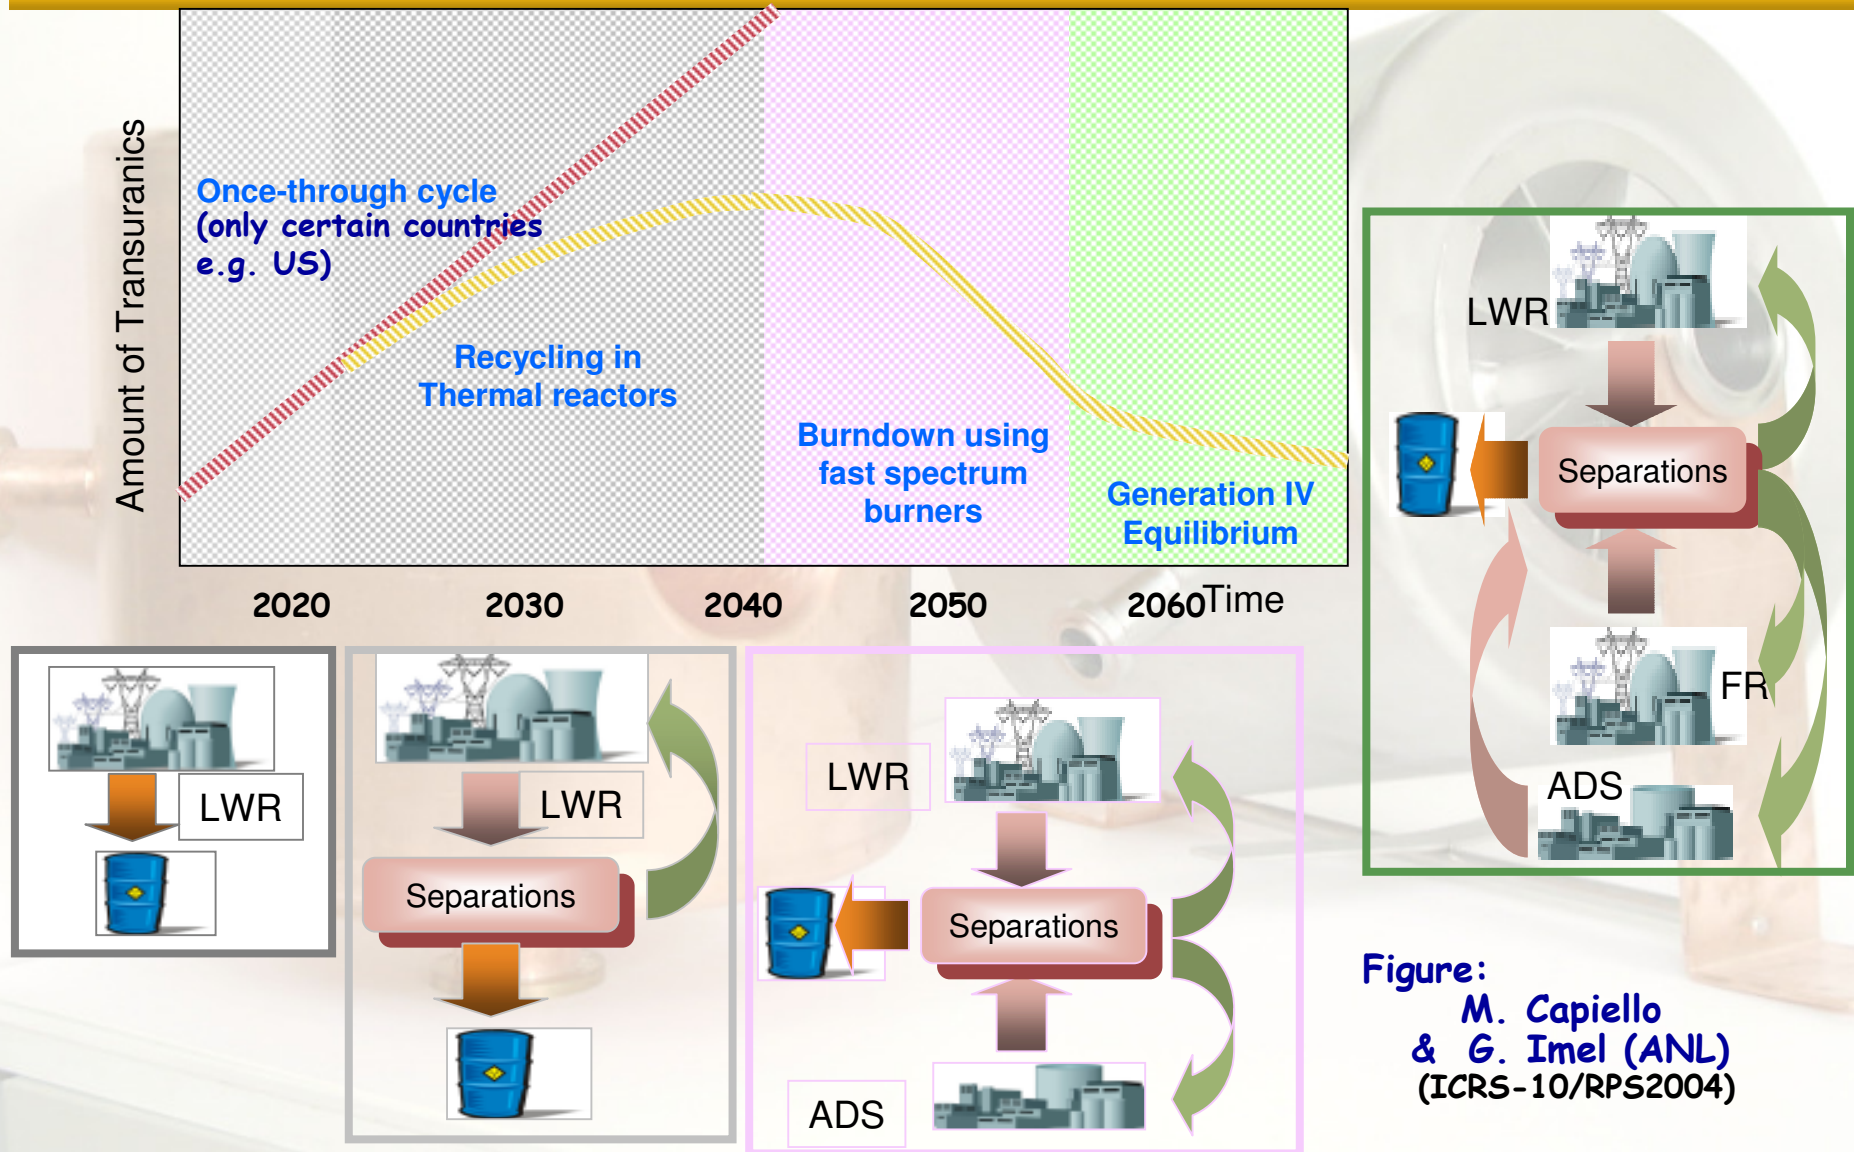 Amount of Transuranics
Once-through cycle
(only certain countries
e.g. US)
Recycling in
Thermal reactors
Burndown using
fast spectrum
burners
Generation IV
Equilibrium
2020
2030
2040
2050
2060
Time
LWR
LWR
Separations
LWR
Separations
ADS
LWR
Separations
FR
ADS
Figure:
M. Capiello
& G. Imel (ANL)
(ICRS-10/RPS2004)